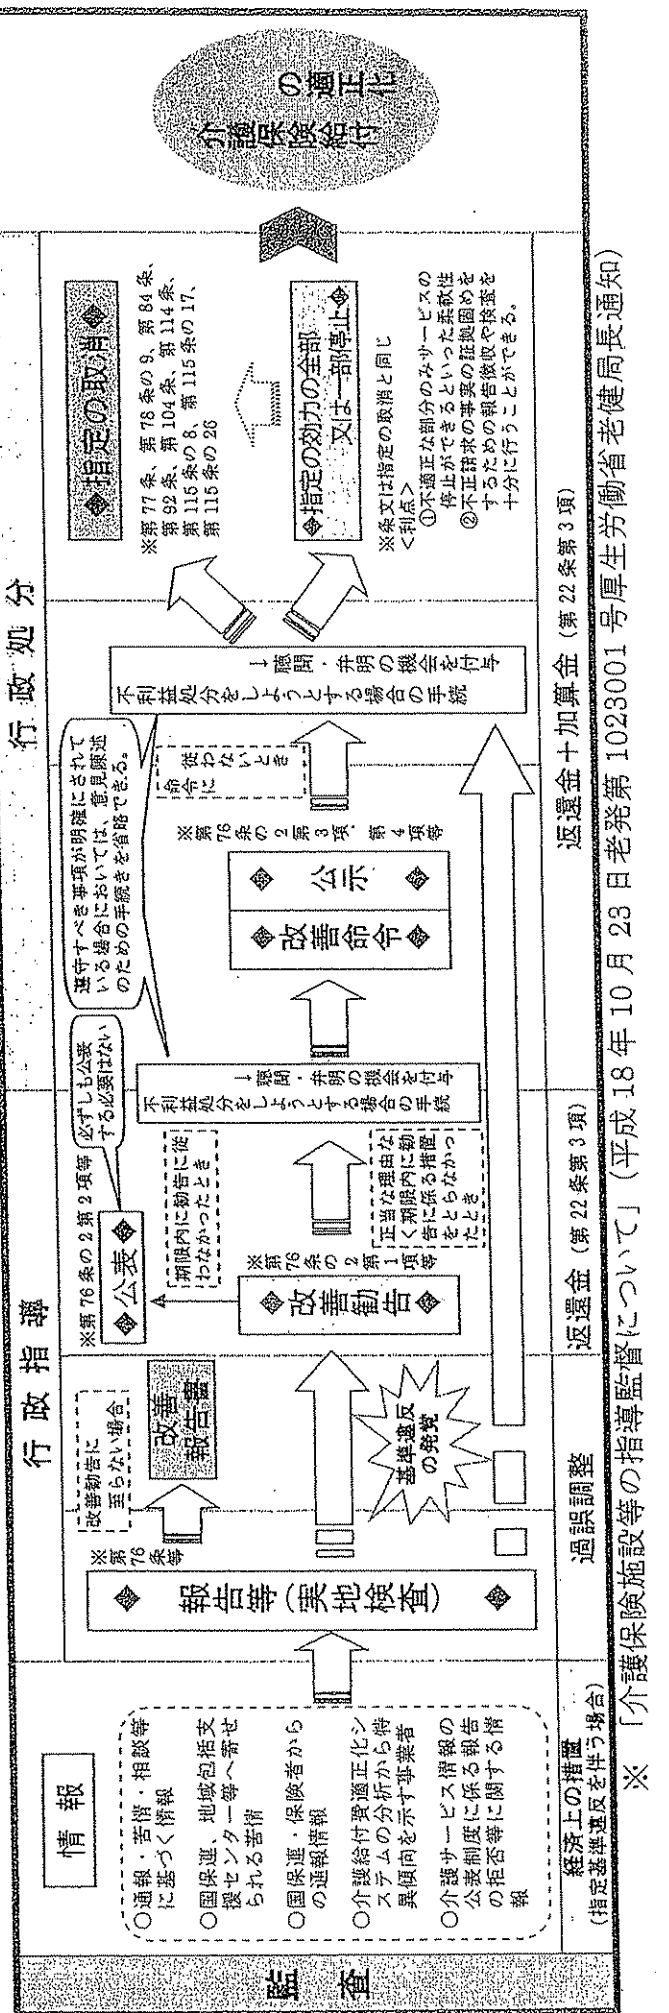 監査
情報
○通報・苦情・相談等
に基づく情報
○国保連、地域包括支
援センター等へ寄せ
られる苦情
○国保連・保険者から
の通報情報
○介護給付費適正化シ
ステムの分析から特
異傾向を示す事業者
○介護サービス情報の
公表制度に係る報告
の拒否等に関する情
報
行政指導
※第76条等
◆報告等(実地検査)◆
改善勧告に
至らない場合
改善
報告書
基準違反
の発覚
※第76条の2第1項等
◆改善勧告◆
※第76条の2第2項等
◆公表◆
必ずしも公表
する必要はない
期限内に勧告に従
わなかったとき
正当な理由な
く期限内に勧
告に係る措置
をとらなかっ
たとき
不利益処分をしようとする場合の手続
→聴聞・弁明の機会を付与
遵守すべき事項が明確にされて
いる場合においては、意見陳述
のための手続きを省略できる。
行政処分
◆改善命令◆
◆公示◆
※第76条の2第3項、第4項等
命令に
従わないとき
不利益処分をしようとする場合の手続
→聴聞・弁明の機会を付与
◆指定の取消◆
※第77条、第78条の9、第84条、
第92条、第104条、第114条、
第115条の8、第115条の17、
第115条の26
◆指定の効力の全部
又は一部停止◆
※条文は指定の取消と同じ
<利点>
①不適正な部分のみサービスの
停止ができるといった柔軟性
②不正請求の事実の証拠固めを
するための報告徴収や検査を
十分に行うことができる。
介護保険給付
の適正化
経済上の措置
(指定基準違反を伴う場合)
過誤調整
返還金(第22条第3項)
返還金+加算金(第22条第3項)
※「介護保険施設等の指導監督について」(平成18年10月23日老発第1023001号厚生労働省老健局長通知)